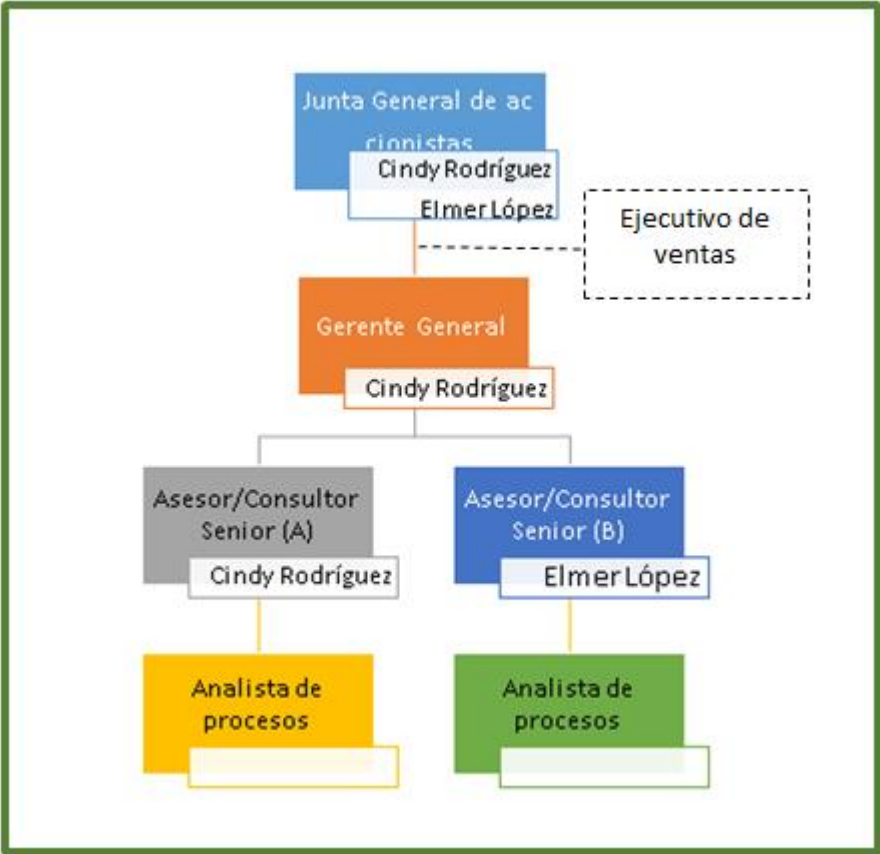 Junta General de ac
cionistas
Cindy Rodríguez
Elmer López
Ejecutivo de
ventas
Gerente General
Cindy Rodríguez
Asesor/Consultor
Senior (A)
Cindy Rodríguez
Asesor/Consultor
Senior (B)
Elmer López
Analista de
procesos
Analista de
procesos